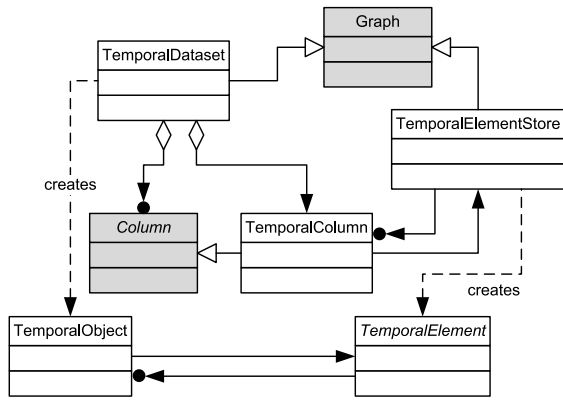 Graph
TemporalDataset
TemporalElementStore
creates
Column
TemporalColumn
creates
TemporalObject
TemporalElement